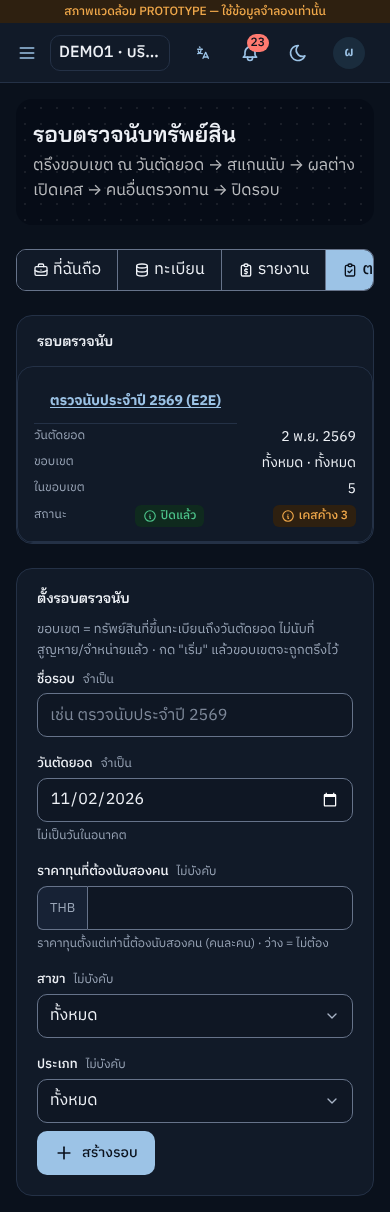 สภาพแวดล้อม PROTOTYPE — ใช้ข้อมูลจำลองเท่านั้น
DEMO1 · บริ...
23
ผ
รอบตรวจนับทรัพย์สิน
ตรึงขอบเขต ณ วันตัดยอด → สแกนนับ → ผลต่าง
เปิดเคส → คนอื่นตรวจทาน → ปิดรอบ
ที่ฉันถือ
ทะเบียน
รายงาน
รอบตรวจนับ
ตรวจนับประจำปี 2569 (E2E)
วันตัดยอด 2 พ.ย. 2569
ขอบเขต ทั้งหมด · ทั้งหมด
ในขอบเขต 5
สถานะ ปิดแล้ว เคสค้าง 3
ตั้งรอบตรวจนับ
ขอบเขต = ทรัพย์สินที่ขึ้นทะเบียนถึงวันตัดยอด ไม่นับที่
สูญหาย/จำหน่ายแล้ว · กด "เริ่ม" แล้วขอบเขตจะถูกตรึงไว้
ชื่อรอบ จำเป็น
เช่น ตรวจนับประจำปี 2569
วันตัดยอด จำเป็น
11/02/2026
ไม่เป็นวันในอนาคต
ราคาทุนที่ต้องนับสองคน ไม่บังคับ
THB
ราคาทุนตั้งแต่เท่านี้ต้องนับสองคน (คนละคน) · ว่าง = ไม่ต้อง
สาขา ไม่บังคับ
ทั้งหมด
ประเภท ไม่บังคับ
ทั้งหมด
สร้างรอบ